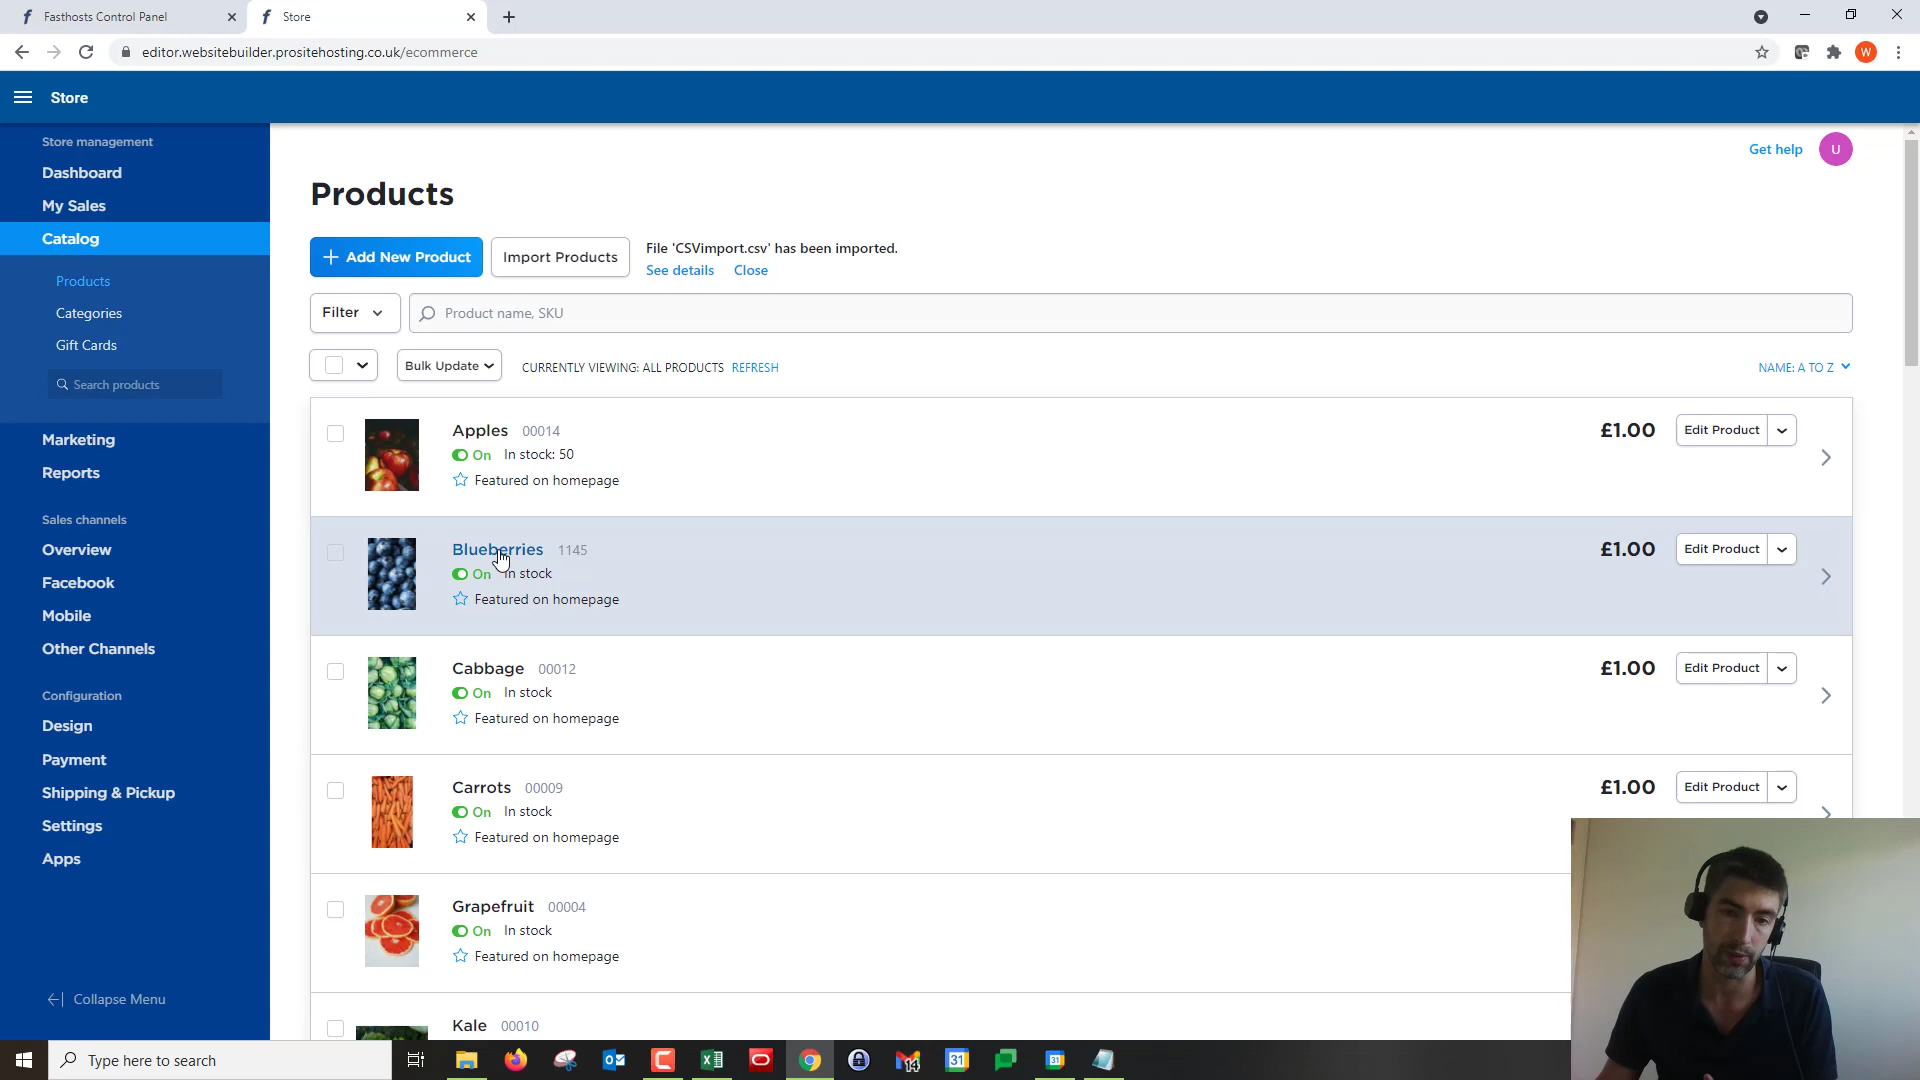 Fasthosts Control Panel
Store
editor.websitebuilder.prositehosting.co.uk/ecommerce
W
Store
Store management
Dashboard
My Sales
Catalog
Products
Categories
Gift Cards
Search products
Marketing
Reports
Sales channels
Overview
Facebook
Mobile
Other Channels
Configuration
Design
Payment
Shipping & Pickup
Settings
Apps
Collapse Menu
Get help
U
Products
Add New Product
Import Products
File 'CSVimport.csv' has been imported.
See details Close
Filter
Product name, SKU
Bulk Update
CURRENTLY VIEWING: ALL PRODUCTS REFRESH
NAME: A TO Z
Apples 00014
On In stock: 50
Featured on homepage
£1.00
Edit Product
Blueberries 1145
On In stock
Featured on homepage
£1.00
Edit Product
Cabbage 00012
On In stock
Featured on homepage
£1.00
Edit Product
Carrots 00009
On In stock
Featured on homepage
£1.00
Edit Product
Grapefruit 00004
On In stock
Featured on homepage
Kale 00010
Type here to search
14
31
31